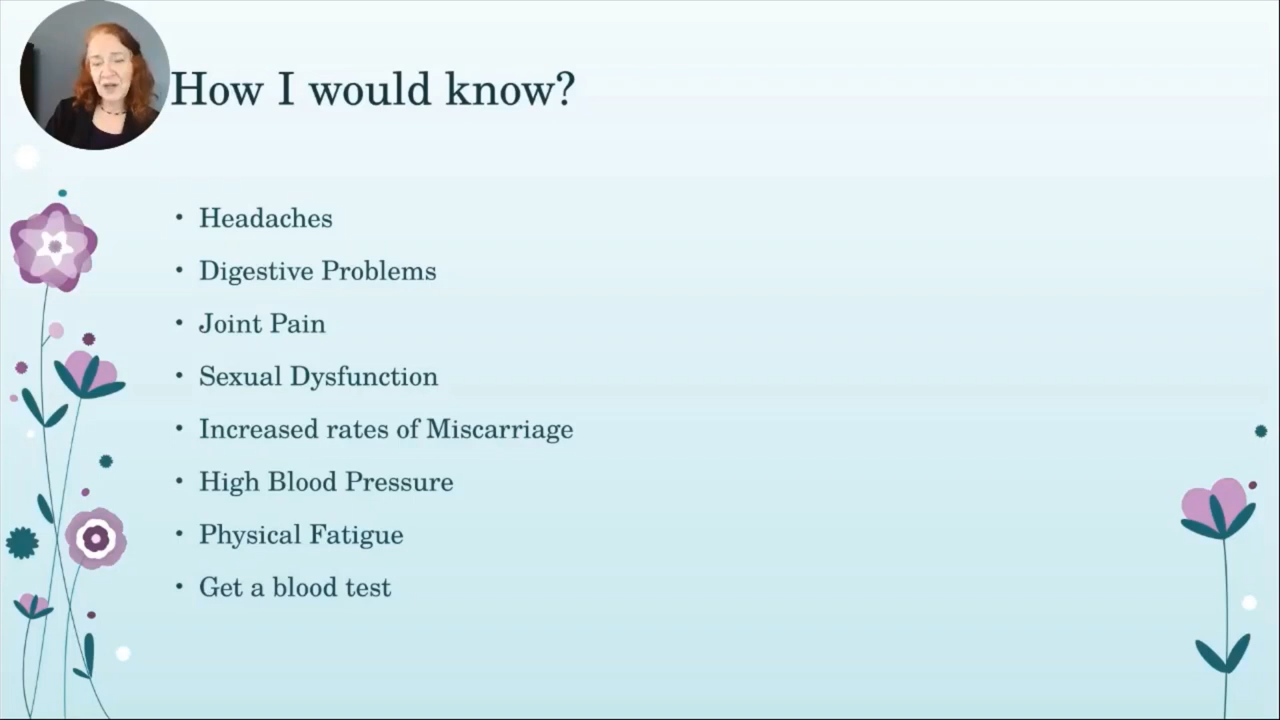 How I would know?
• Headaches
• Digestive Problems
• Joint Pain
• Sexual Dysfunction
• Increased rates of Miscarriage
• High Blood Pressure
• Physical Fatigue
• Get a blood test